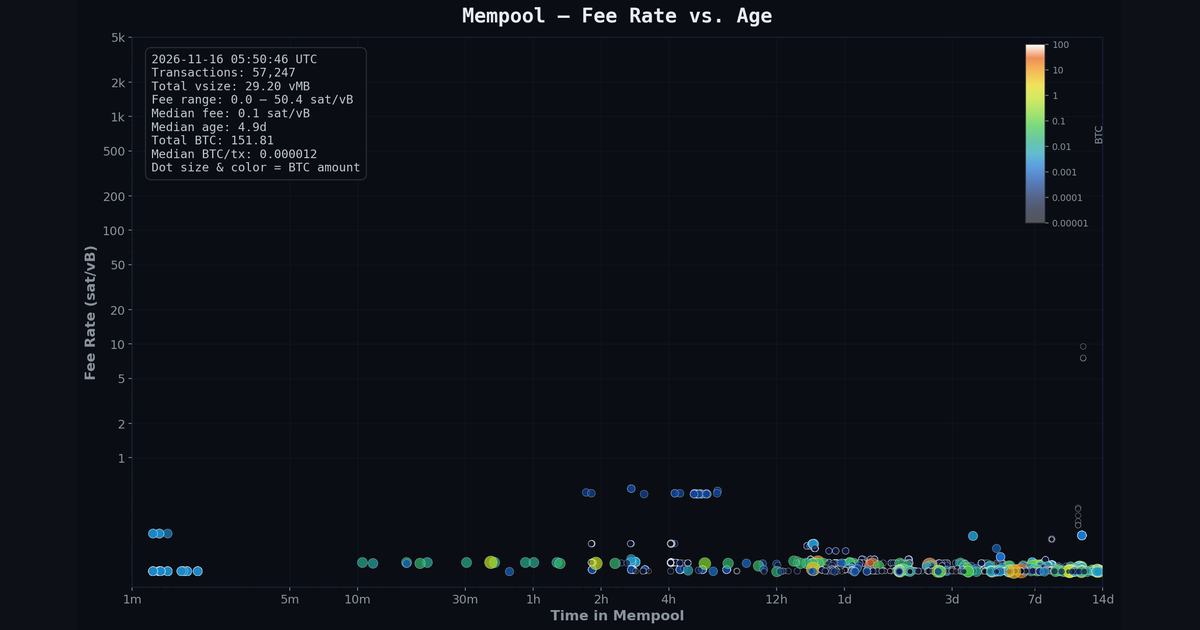 Mempool — Fee Rate vs. Age
2026-11-16 05:50:46 UTC
Transactions: 57,247
Total vsize: 29.20 vMB
Fee range: 0.0 — 50.4 sat/vB
Median fee: 0.1 sat/vB
Median age: 4.9d
Total BTC: 151.81
Median BTC/tx: 0.000012
Dot size & color = BTC amount
100
10
1
0.1
0.01
0.001
0.0001
0.00001
BTC
Fee Rate (sat/vB)
5k
2k
1k
500
200
100
50
20
10
5
2
1
1m 5m 10m 30m 1h 2h 4h 12h 1d 3d 7d 14d
Time in Mempool